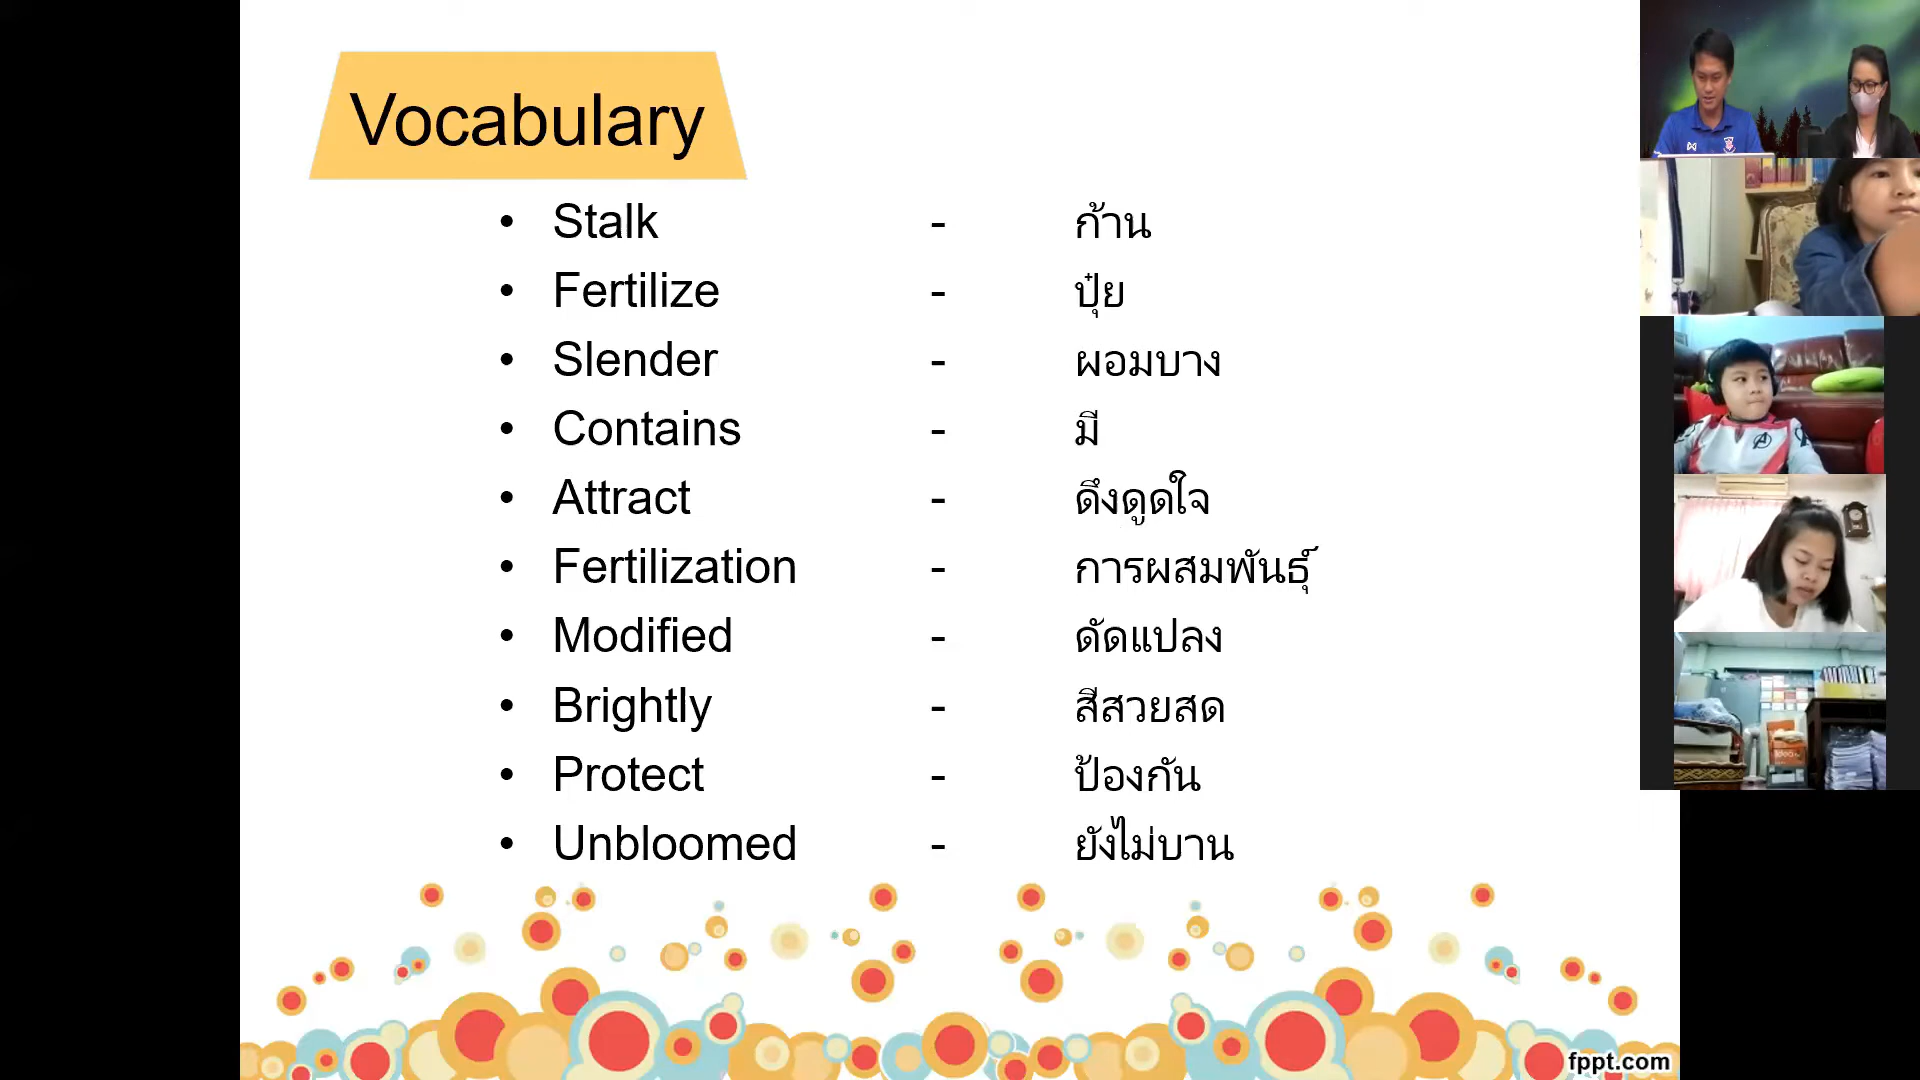 Vocabulary
• Stalk - ก้าน
• Fertilize - ปุ๋ย
• Slender - ผอมบาง
• Contains - มี
• Attract - ดึงดูดใจ
• Fertilization - การผสมพันธุ์
• Modified - ดัดแปลง
• Brightly - สีสวยสด
• Protect - ป้องกัน
• Unbloomed - ยังไม่บาน
fppt.com